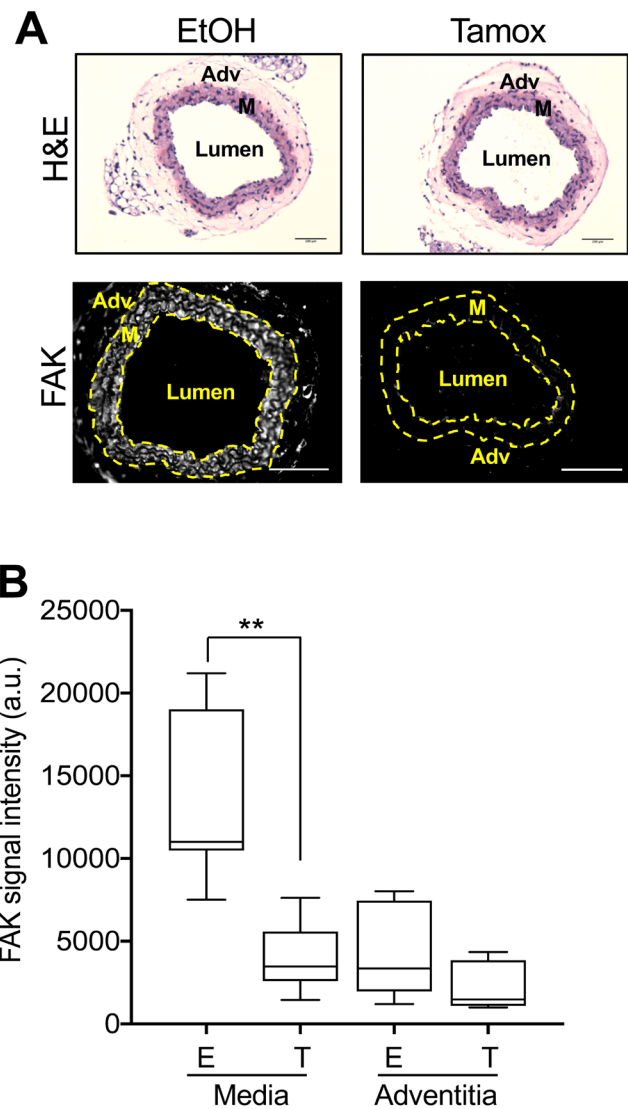 A
EtOH
Tamox
H&E
Adv
M
Lumen
Adv
M
Lumen
FAK
Adv
M
Lumen
M
Lumen
Adv
B
FAK signal intensity (a.u.)
25000
20000
15000
10000
5000
0
**
E
T
E
T
Media
Adventitia